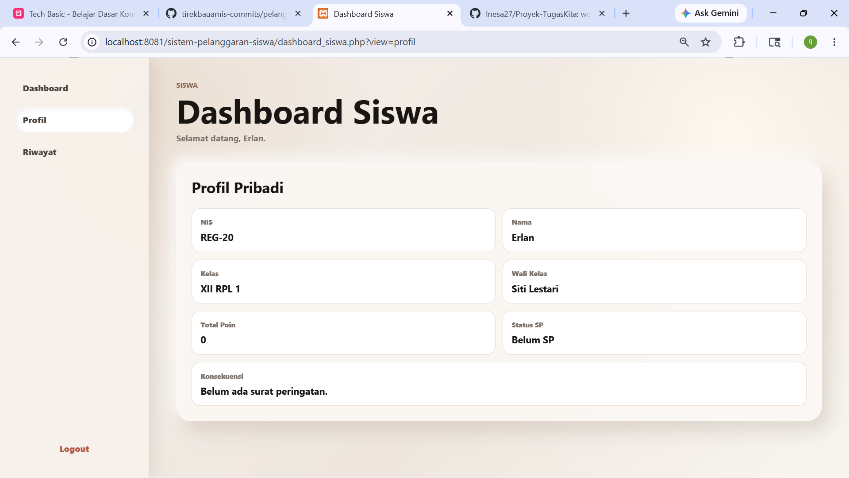 Tech Basic - Belajar Dasar Kon
tirekbauamis-commits/pelang
Dashboard Siswa
Inesa27/Proyek-TugasKita: we
Ask Gemini
localhost:8081/sistem-pelanggaran-siswa/dashboard_siswa.php?view=profil
Dashboard
Profil
Riwayat
Logout
SISWA
Dashboard Siswa
Selamat datang, Erlan.
Profil Pribadi
NIS
REG-20
Nama
Erlan
Kelas
XII RPL 1
Wali Kelas
Siti Lestari
Total Poin
0
Status SP
Belum SP
Konsekuensi
Belum ada surat peringatan.